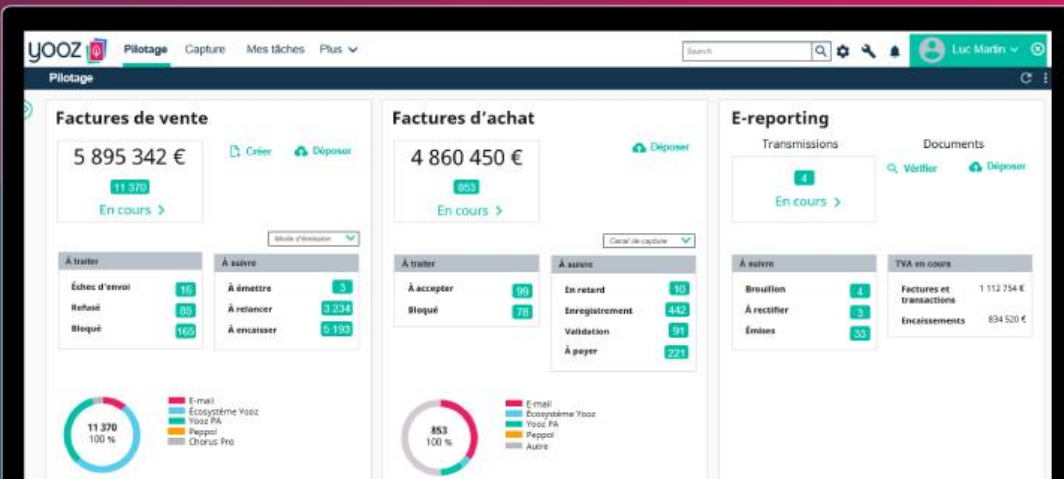 yooz Pilotage Capture Mes tâches Plus Search Luc Martin
Pilotage
Factures de vente
5 895 342 €
11 370
En cours >
Créer
Déposer
Mode d'émission
À traiter
Échec d'envoi 16
Refusé 85
Bloqué 165
À suivre
À émettre 3
À relancer 3 234
À encaisser 5 193
11 370
100 %
E-mail
Écosystème Yooz
Yooz PA
Peppol
Chorus Pro
Factures d'achat
4 860 450 €
853
En cours >
Déposer
Canal de capture
À traiter
À accepter 99
Bloqué 78
À suivre
En retard 10
Enregistrement 442
Validation 91
À payer 221
853
100 %
E-mail
Écosystème Yooz
Yooz PA
Peppol
Autre
E-reporting
Transmissions
4
En cours >
Documents
Vérifier
Déposer
À suivre
Brouillon 4
À rectifier 3
Émises 33
TVA en cours
Factures et 1 112 754 €
transactions
Encaissements 834 520 €